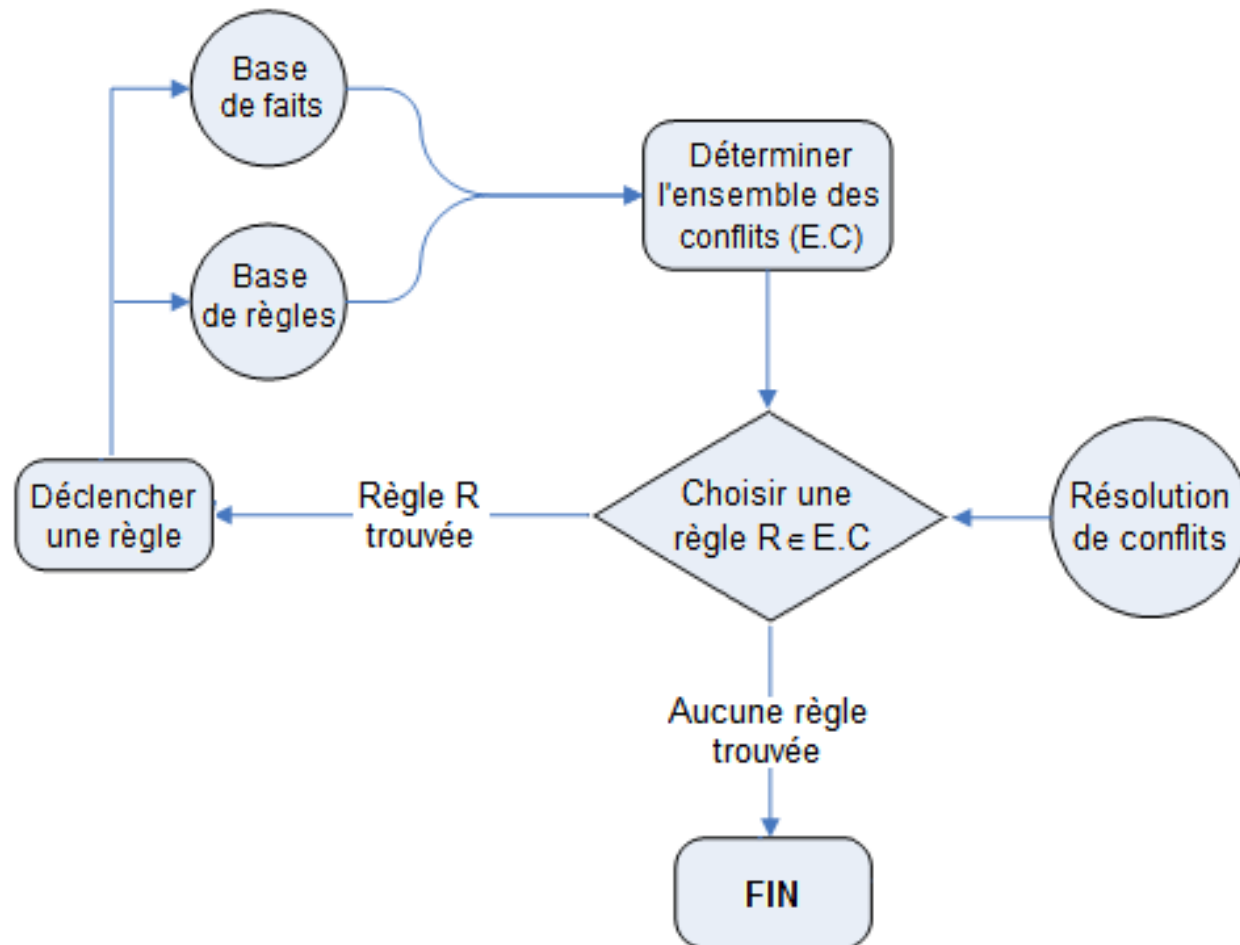 Base
de faits
Déterminer
l'ensemble des
conflits (E.C)
Base
de règles
Déclencher
une règle
Règle R
trouvée
Choisir une
règle R ∈ E.C
Résolution
de conflits
Aucune règle
trouvée
FIN